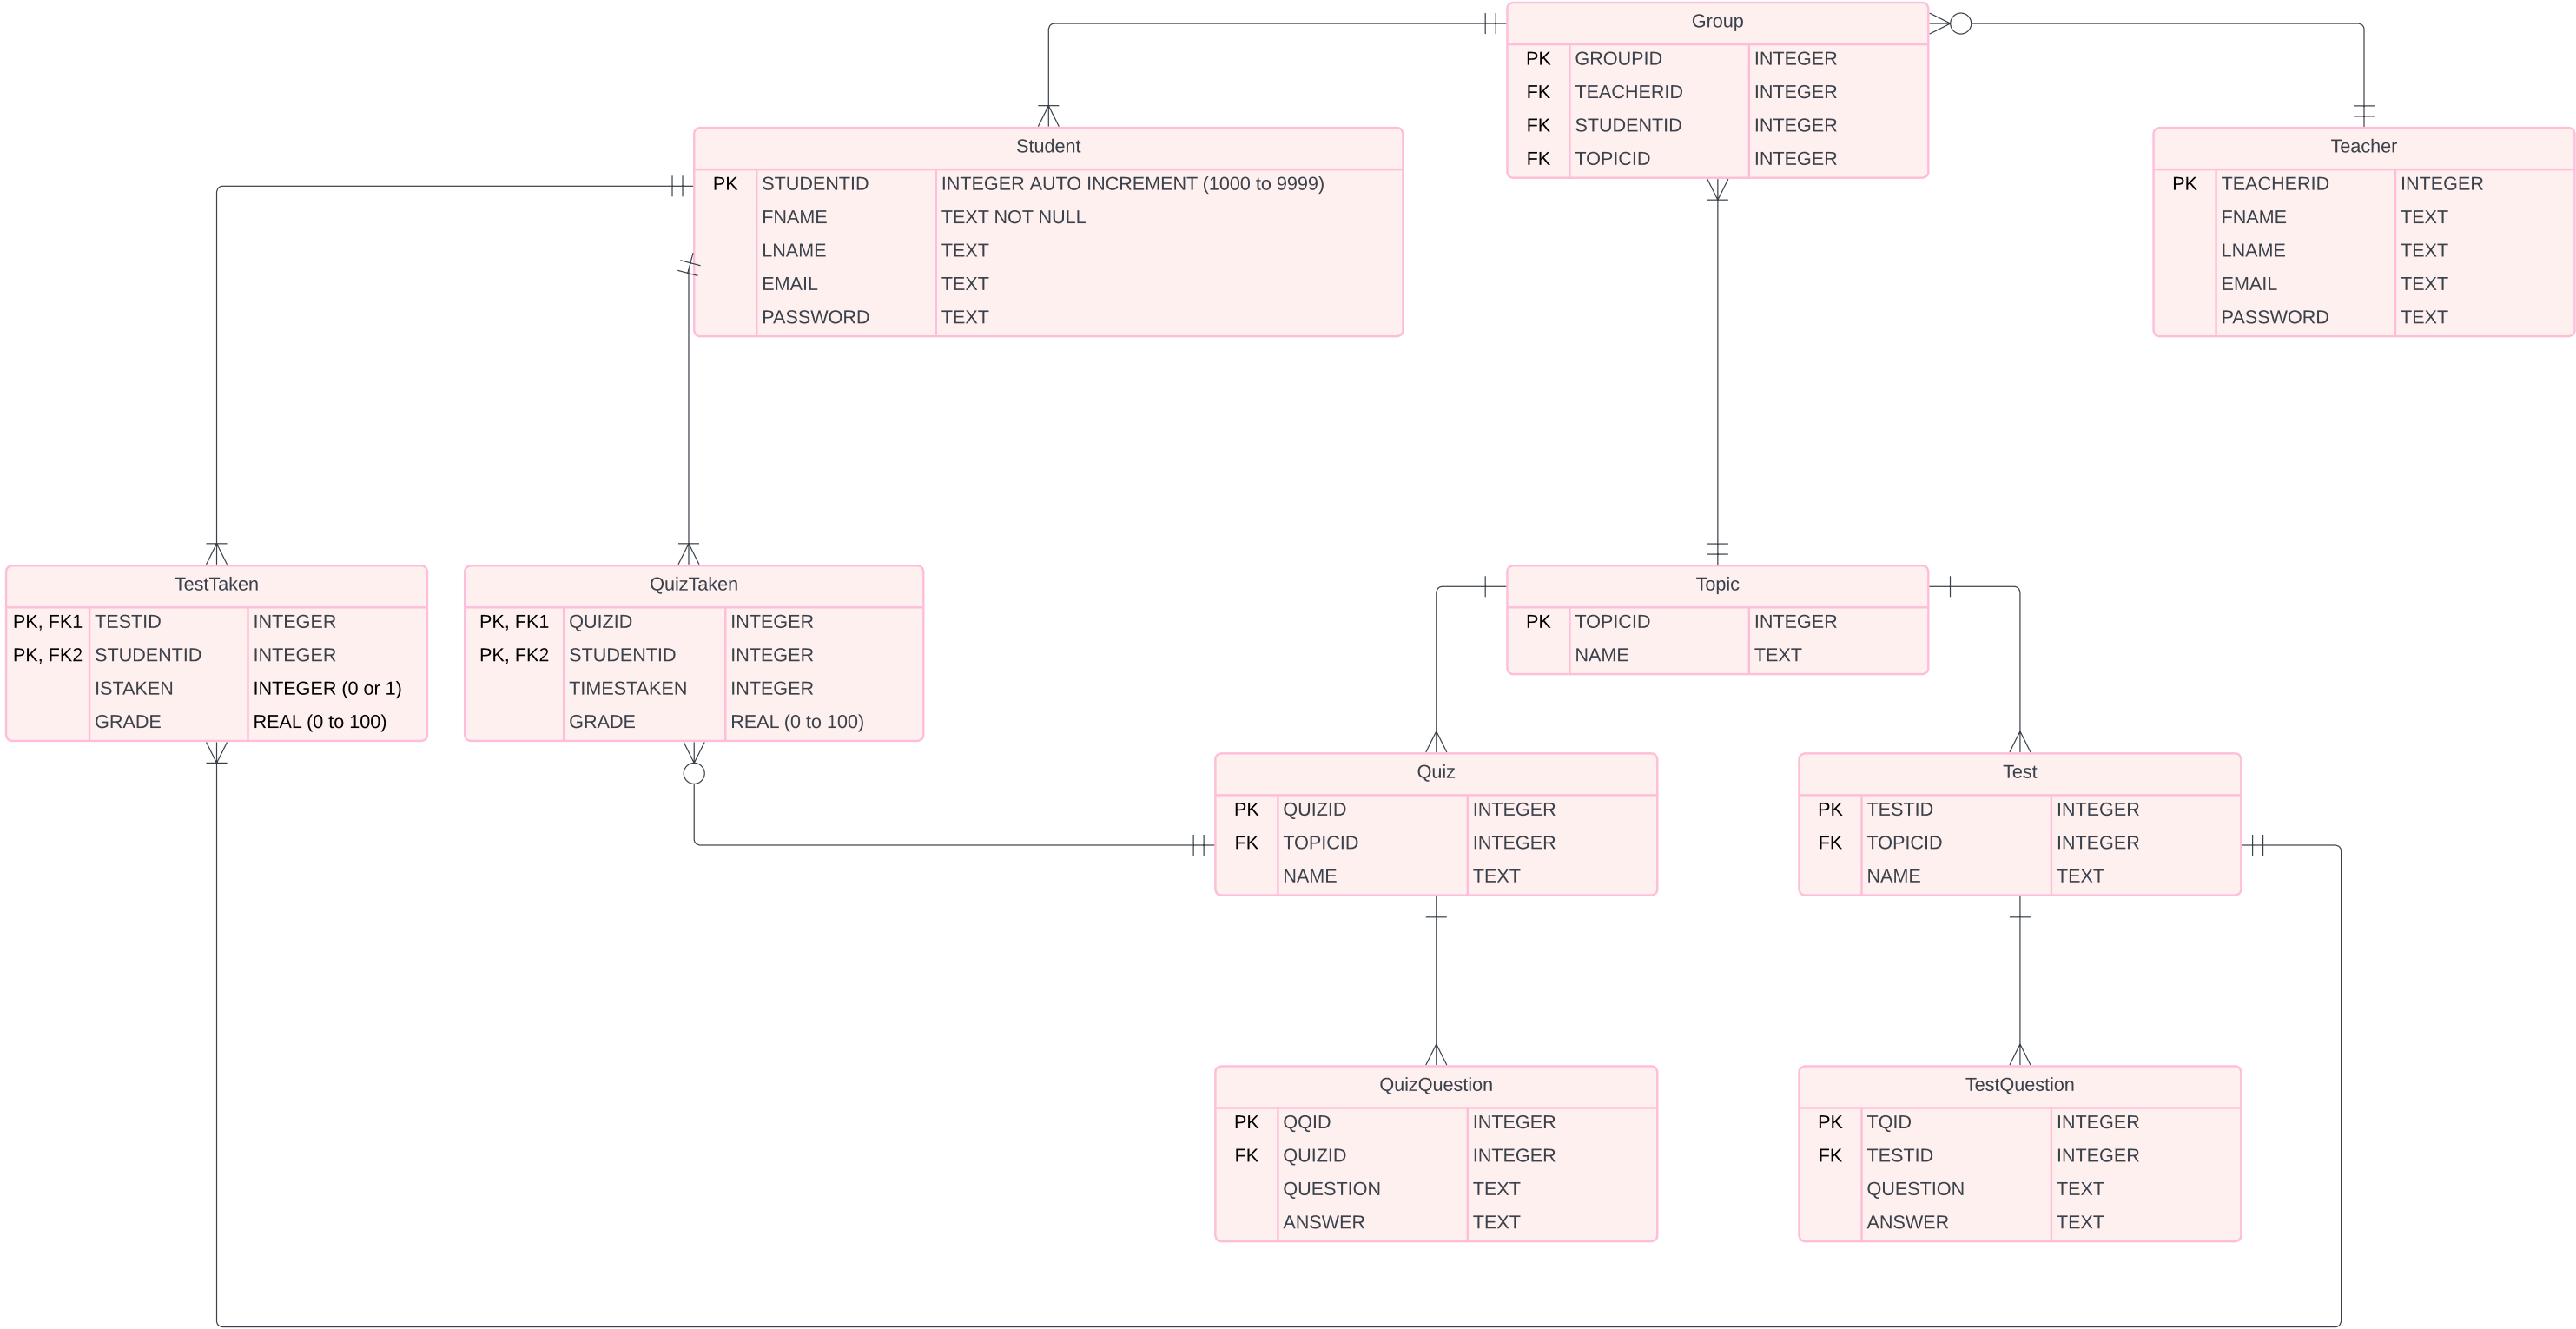 Group
PK GROUPID INTEGER
FK TEACHERID INTEGER
FK STUDENTID INTEGER
FK TOPICID INTEGER
Student
PK STUDENTID INTEGER AUTO INCREMENT (1000 to 9999)
FNAME TEXT NOT NULL
LNAME TEXT
EMAIL TEXT
PASSWORD TEXT
Teacher
PK TEACHERID INTEGER
FNAME TEXT
LNAME TEXT
EMAIL TEXT
PASSWORD TEXT
TestTaken
PK, FK1 TESTID INTEGER
PK, FK2 STUDENTID INTEGER
ISTAKEN INTEGER (0 or 1)
GRADE REAL (0 to 100)
QuizTaken
PK, FK1 QUIZID INTEGER
PK, FK2 STUDENTID INTEGER
TIMESTAKEN INTEGER
GRADE REAL (0 to 100)
Topic
PK TOPICID INTEGER
NAME TEXT
Quiz
PK QUIZID INTEGER
FK TOPICID INTEGER
NAME TEXT
Test
PK TESTID INTEGER
FK TOPICID INTEGER
NAME TEXT
QuizQuestion
PK QQID INTEGER
FK QUIZID INTEGER
QUESTION TEXT
ANSWER TEXT
TestQuestion
PK TQID INTEGER
FK TESTID INTEGER
QUESTION TEXT
ANSWER TEXT